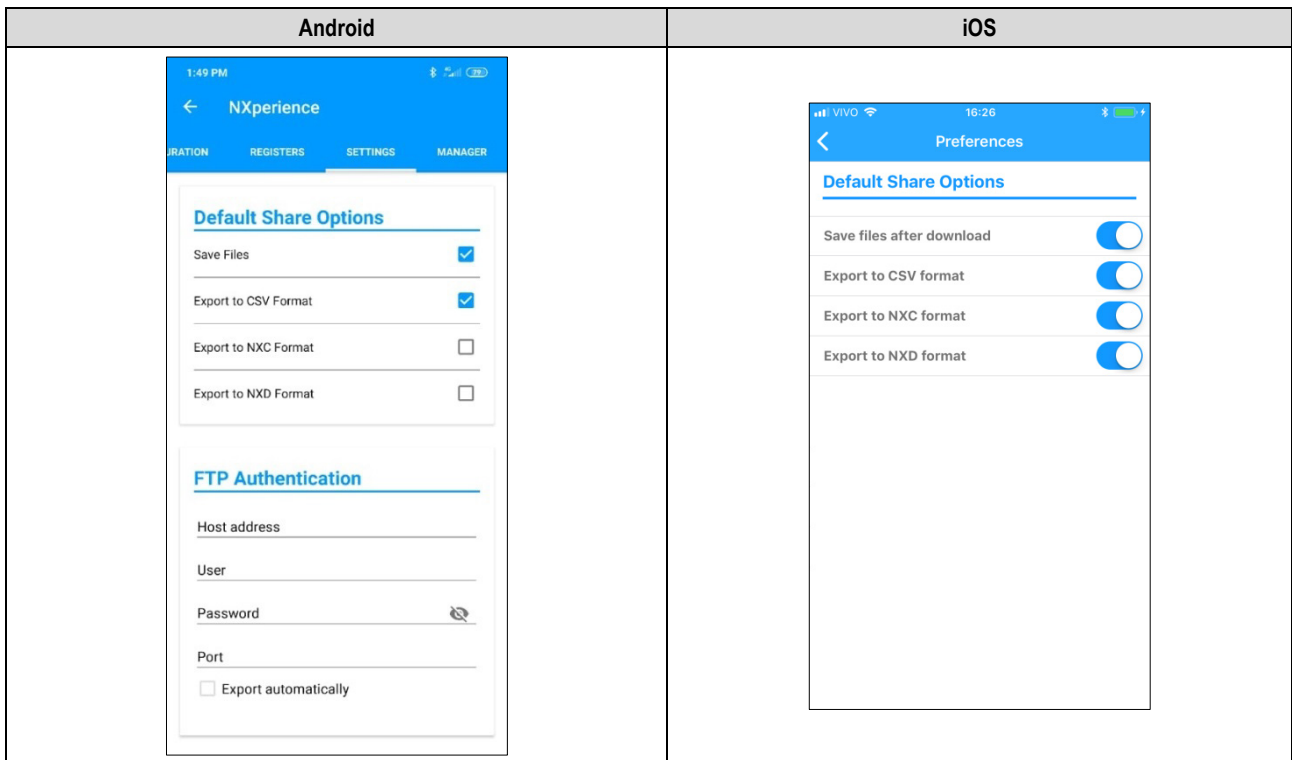 Android
iOS
1:49 PM
NXperience
URATION REGISTERS SETTINGS MANAGER
Default Share Options
Save Files
Export to CSV Format
Export to NXC Format
Export to NXD Format
FTP Authentication
Host address
User
Password
Port
Export automatically
VIVO 16:26
Preferences
Default Share Options
Save files after download
Export to CSV format
Export to NXC format
Export to NXD format